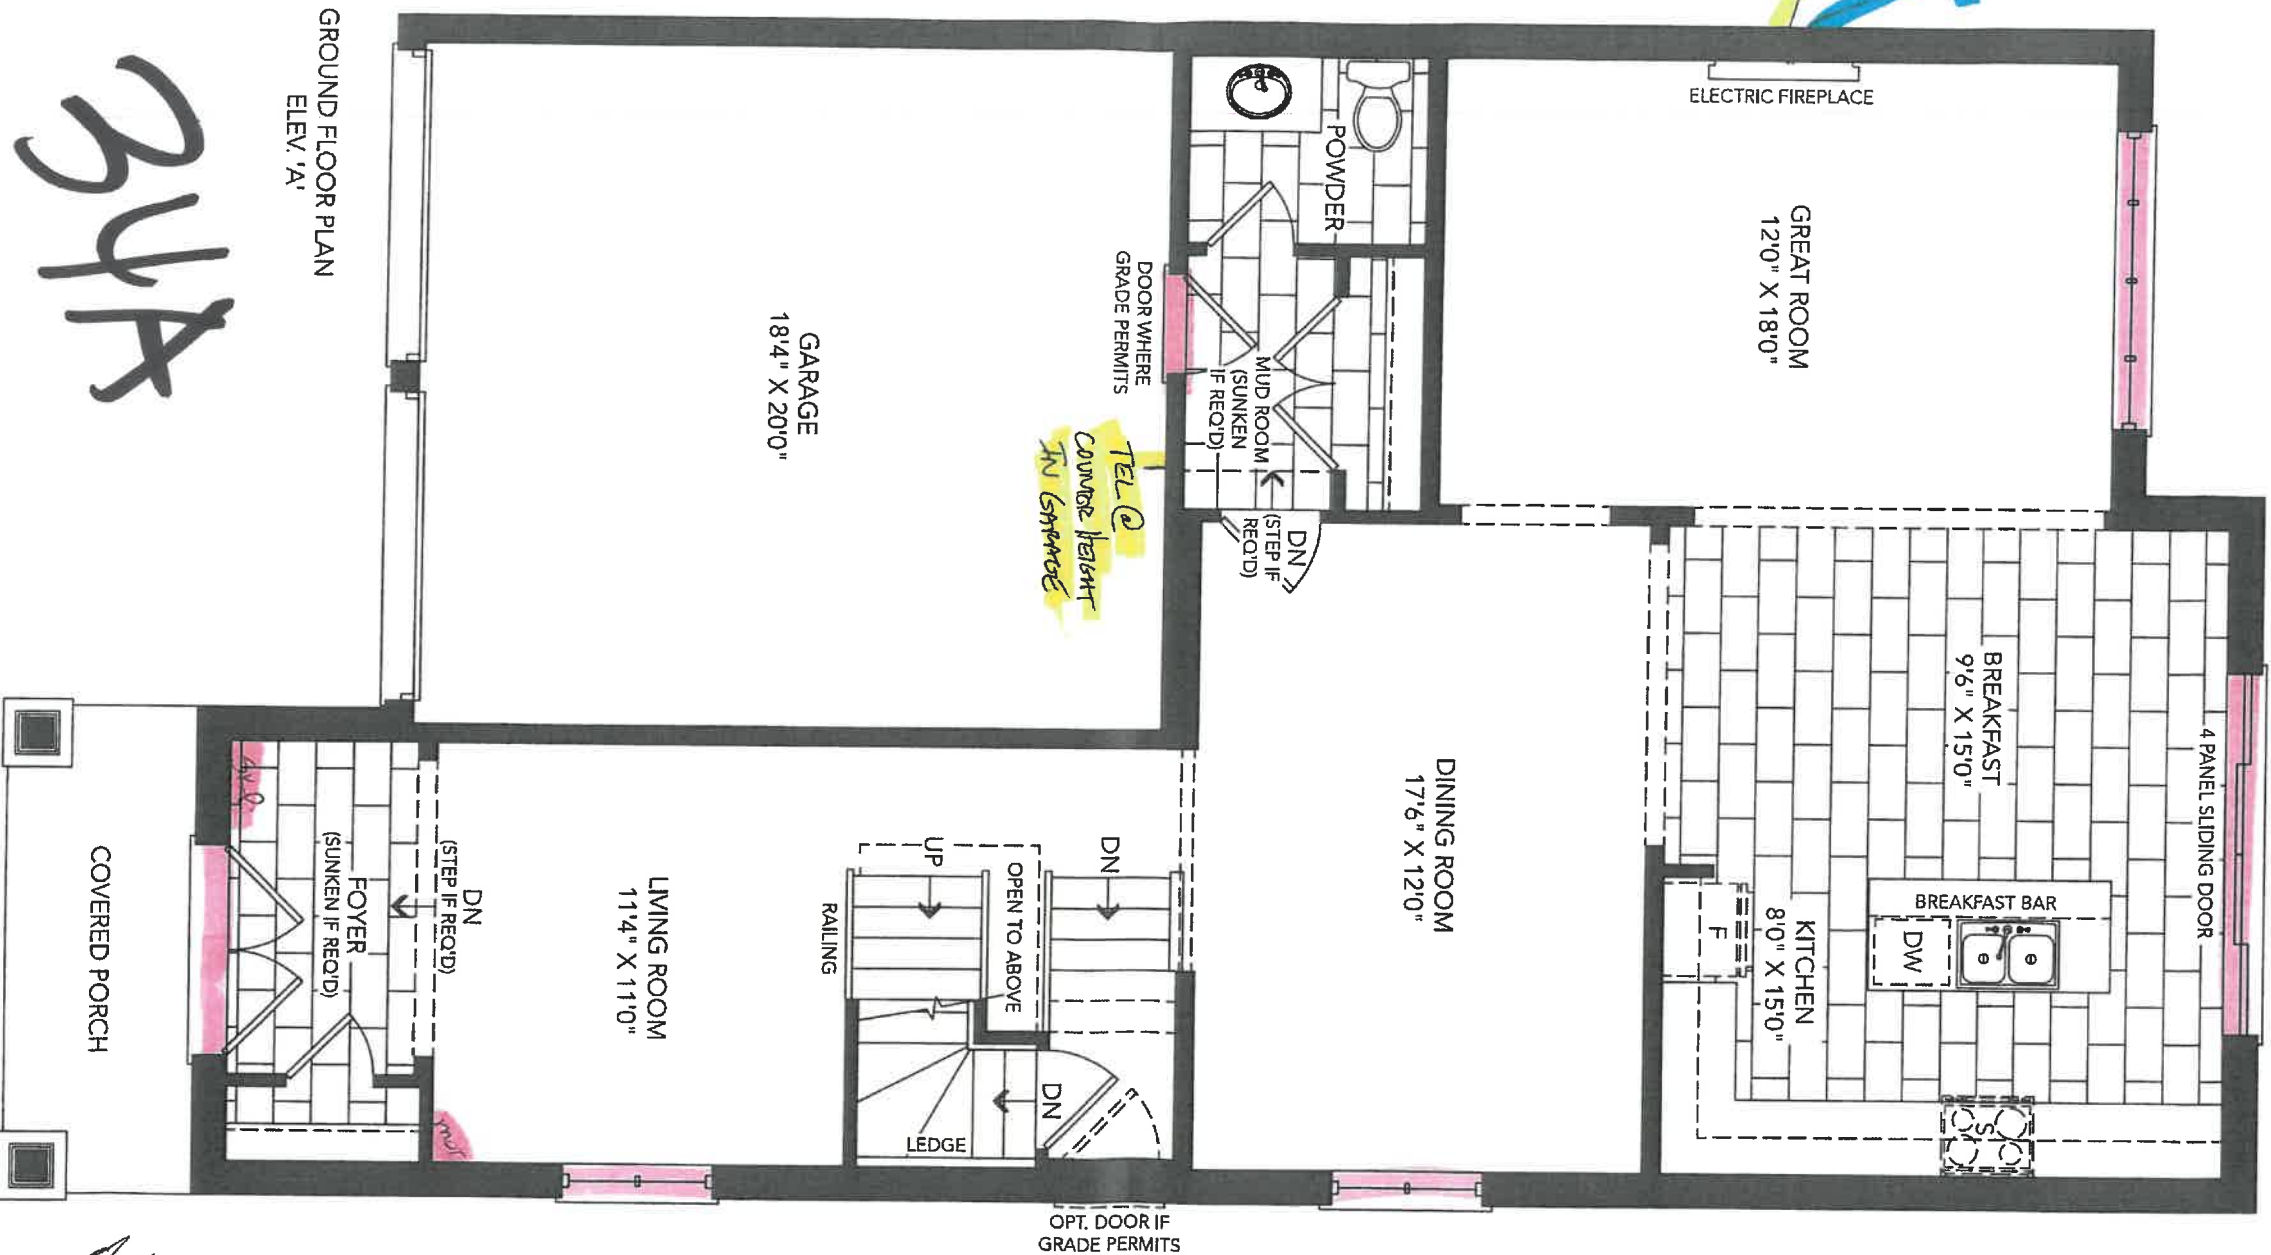 GROUND FLOOR PLAN
ELEV. 'A'
34A
ELECTRIC FIREPLACE
GREAT ROOM
12'0" X 18'0"
POWDER
DOOR WHERE
GRADE PERMITS
MUD ROOM
(SUNKEN
IF REQ'D)
DN
(STEP IF
REQ'D)
GARAGE
18'4" X 20'0"
TEL @
COUNTER HEIGHT
IN GARAGE
BREAKFAST
9'6" X 15'0"
4 PANEL SLIDING DOOR
BREAKFAST BAR
DW
KITCHEN
8'0" X 15'0"
F
S
DINING ROOM
17'6" X 12'0"
DN
OPEN TO ABOVE
UP
RAILING
DN
LEDGE
LIVING ROOM
11'4" X 11'0"
DN
(STEP IF REQ'D)
FOYER
(SUNKEN IF REQ'D)
COVERED PORCH
OPT. DOOR IF
GRADE PERMITS